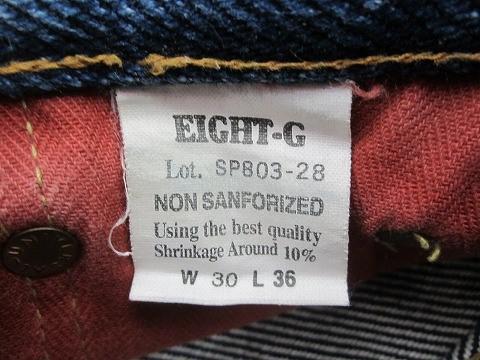 EIGHT-G
Lot. SP803-28
NON SANFORIZED
Using the best quality
Shrinkage Around 10%
W 30 L 36